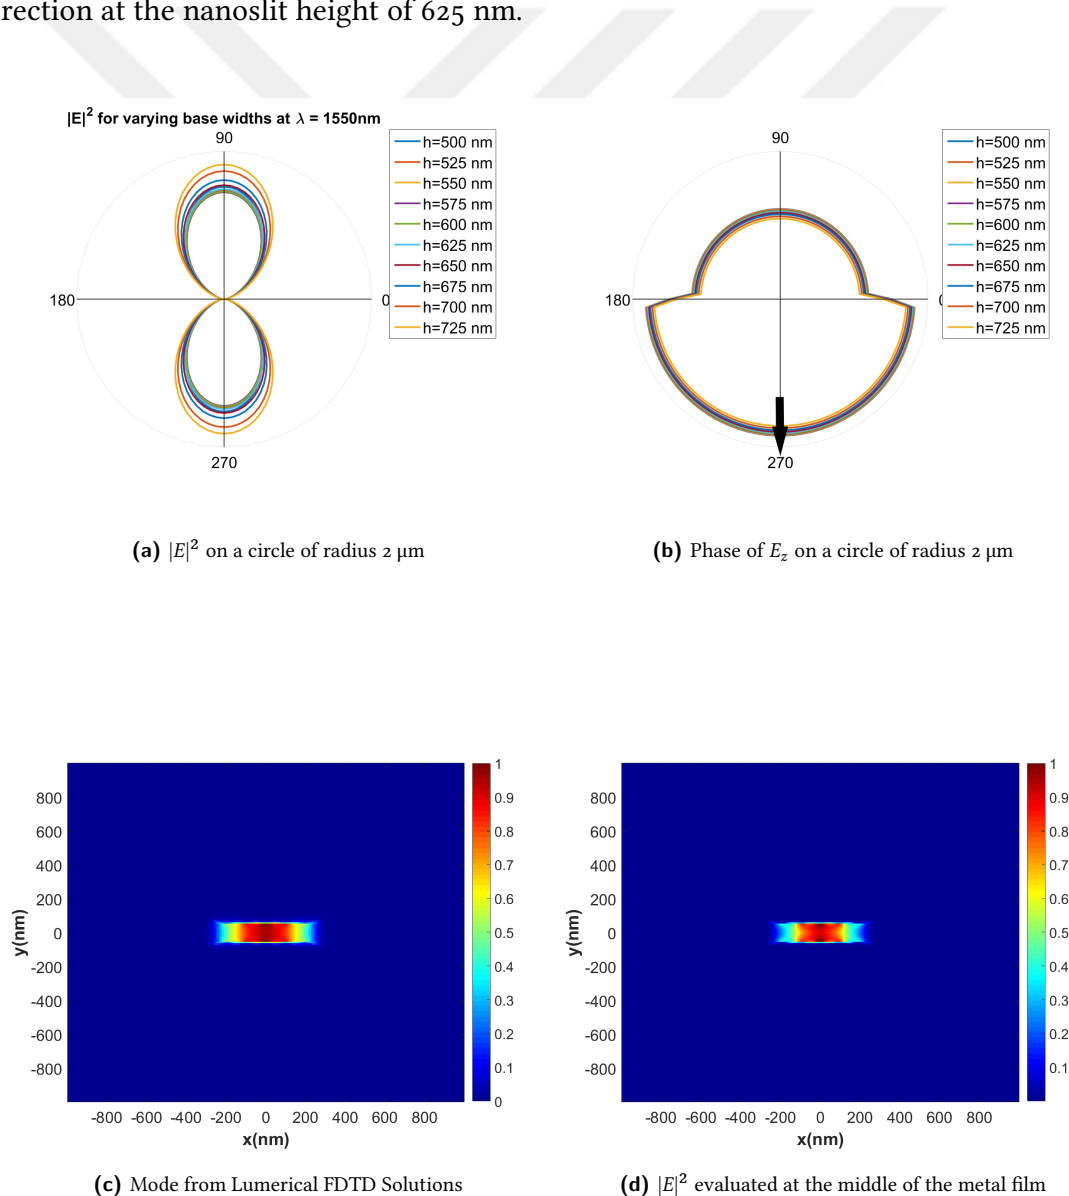 rection at the nanoslit height of 625 nm.
|E|² for varying base widths at λ = 1550nm
90
180
0
270
h=500 nm
h=525 nm
h=550 nm
h=575 nm
h=600 nm
h=625 nm
h=650 nm
h=675 nm
h=700 nm
h=725 nm
90
180
270
h=500 nm
h=525 nm
h=550 nm
h=575 nm
h=600 nm
h=625 nm
h=650 nm
h=675 nm
h=700 nm
h=725 nm
(a) |E|² on a circle of radius 2 µm
(b) Phase of E_z on a circle of radius 2 µm
800
600
400
200
0
-200
-400
-600
-800
y(nm)
-800 -600 -400 -200 0 200 400 600 800
x(nm)
1
0.9
0.8
0.7
0.6
0.5
0.4
0.3
0.2
0.1
0
800
600
400
200
0
-200
-400
-600
-800
y(nm)
-800 -600 -400 -200 0 200 400 600 800
x(nm)
1
0.9
0.8
0.7
0.6
0.5
0.4
0.3
0.2
0.1
(c) Mode from Lumerical FDTD Solutions
(d) |E|² evaluated at the middle of the metal film